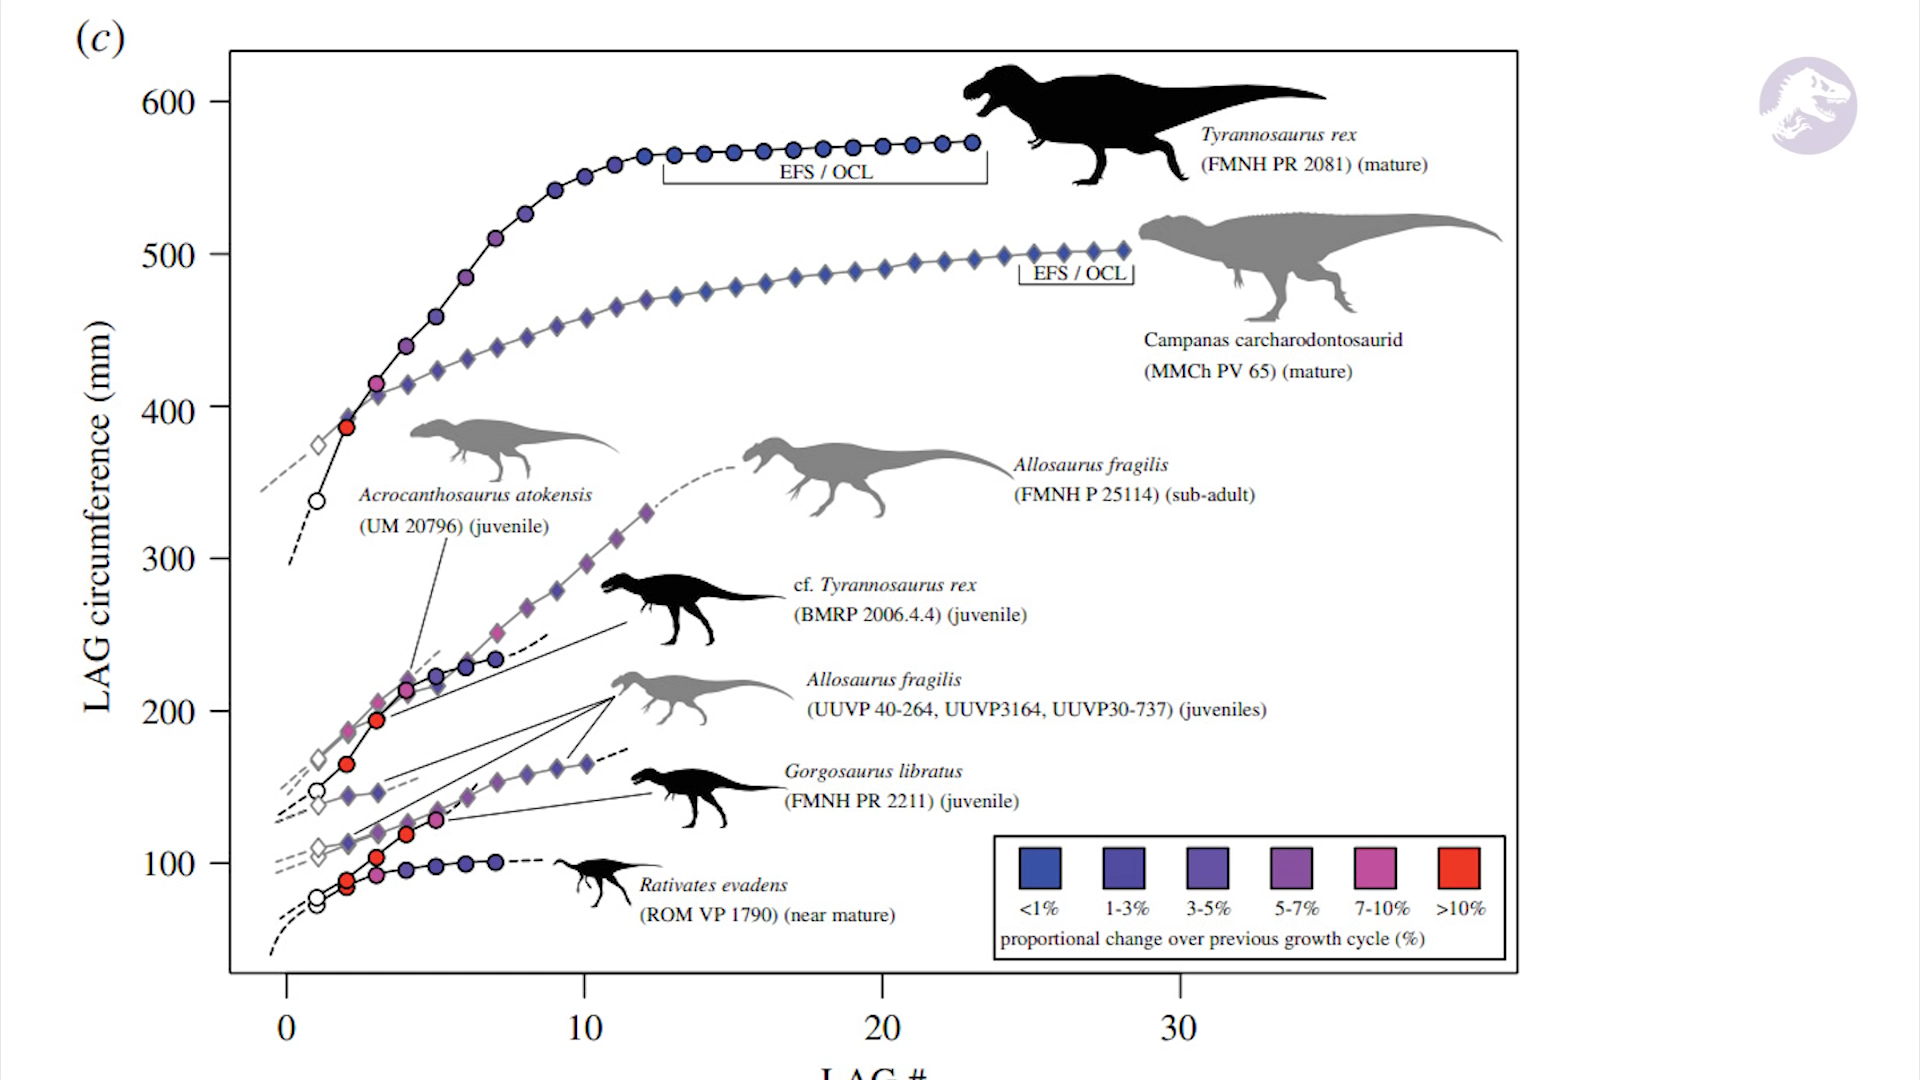 (c)
600
500
400
300
200
100
LAG circumference (mm)
Tyrannosaurus rex
(FMNH PR 2081) (mature)
EFS / OCL
EFS / OCL
Campanas carcharodontosaurid
(MMCh PV 65) (mature)
Acrocanthosaurus atokensis
(UM 20796) (juvenile)
Allosaurus fragilis
(FMNH P 25114) (sub-adult)
cf. Tyrannosaurus rex
(BMRP 2006.4.4) (juvenile)
Allosaurus fragilis
(UUVP 40-264, UUVP3164, UUVP30-737) (juveniles)
Gorgosaurus libratus
(FMNH PR 2211) (juvenile)
Rativates evadens
(ROM VP 1790) (near mature)
<1% 1-3% 3-5% 5-7% 7-10% >10%
proportional change over previous growth cycle (%)
0 10 20 30
LAG #